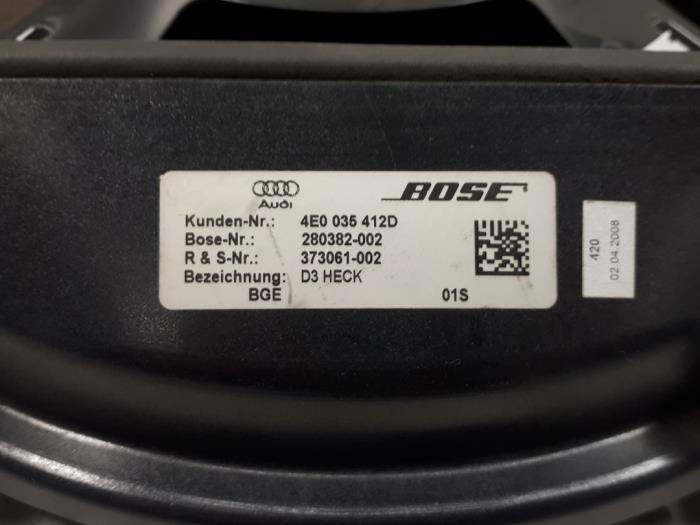 Audi
BOSE
Kunden-Nr.: 4E0 035 412D
Bose-Nr.: 280382-002
R & S-Nr.: 373061-002
Bezeichnung: D3 HECK
BGE 01S
420
02.04.2008